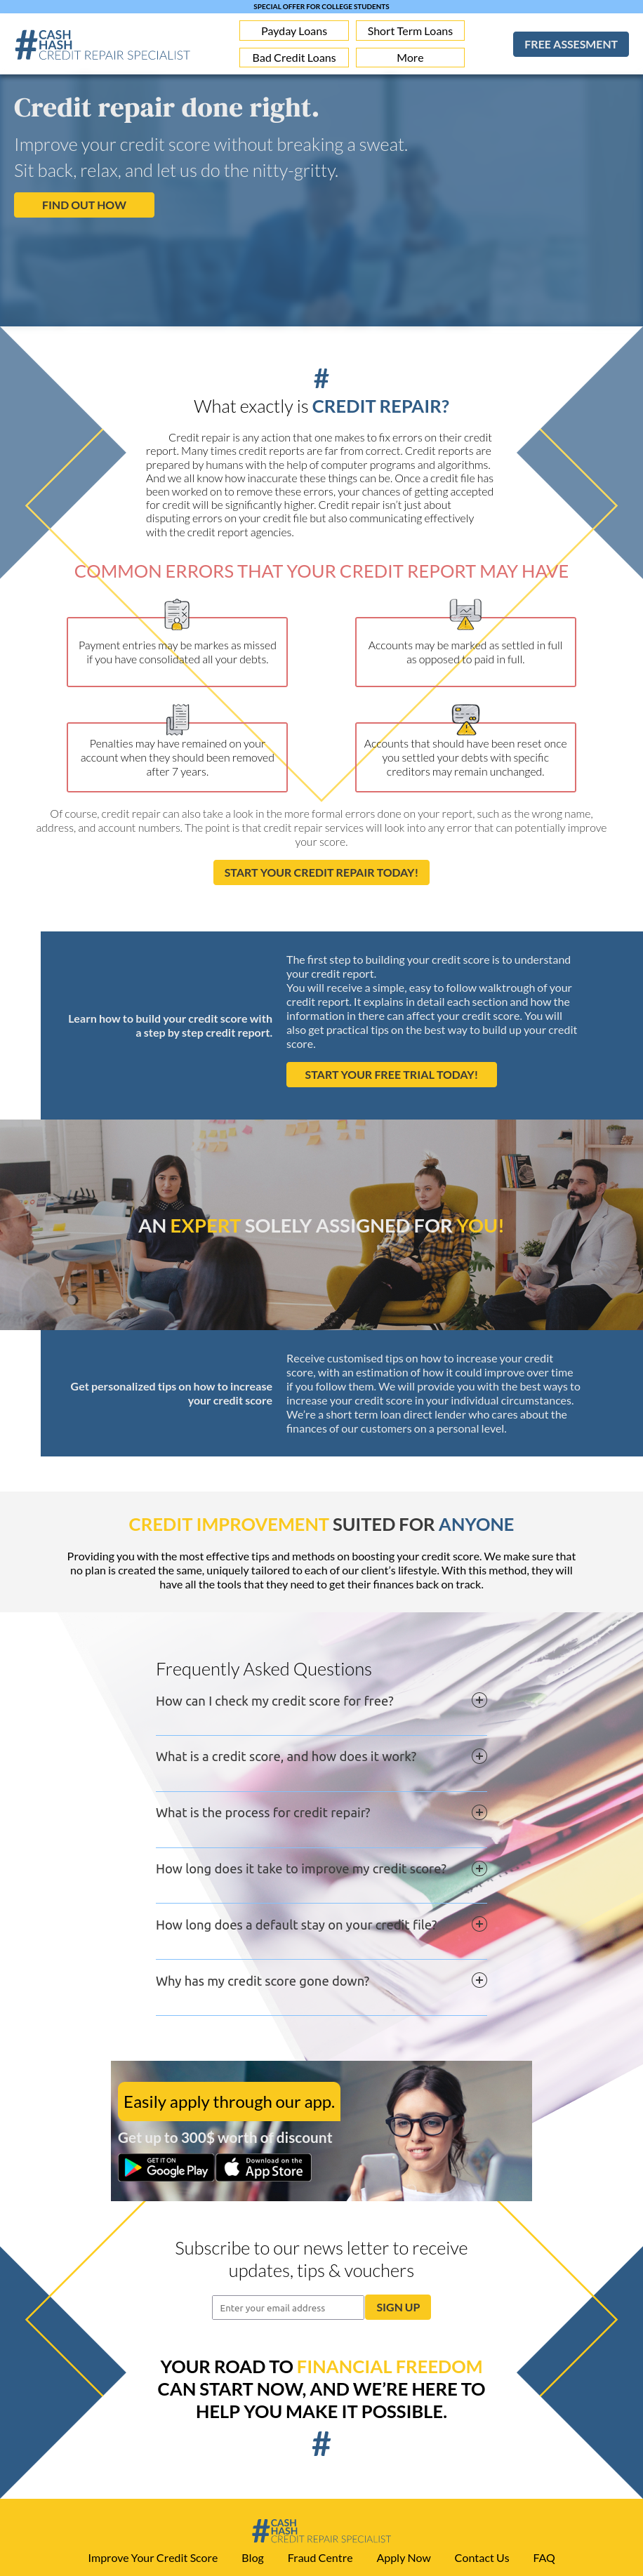 SPECIAL OFFER FOR COLLEGE STUDENTS
#CASH
HASH
CREDIT REPAIR SPECIALIST
Payday Loans
Short Term Loans
Bad Credit Loans
More
FREE ASSESMENT
Credit repair done right.
Improve your credit score without breaking a sweat.
Sit back, relax, and let us do the nitty-gritty.
FIND OUT HOW
#
What exactly is CREDIT REPAIR?
Credit repair is any action that one makes to fix errors on their credit
report. Many times credit reports are far from correct. Credit reports are
prepared by humans with the help of computer programs and algorithms.
And we all know how inaccurate these things can be. Once a credit file has
been worked on to remove these errors, your chances of getting accepted
for credit will be significantly higher. Credit repair isn't just about
disputing errors on your credit file but also communicating effectively
with the credit report agencies.
COMMON ERRORS THAT YOUR CREDIT REPORT MAY HAVE
Payment entries may be markes as missed
if you have consolidated all your debts.
Accounts may be marked as settled in full
as opposed to paid in full.
Penalties may have remained on your
account when they should been removed
after 7 years.
Accounts that should have been reset once
you settled your debts with specific
creditors may remain unchanged.
Of course, credit repair can also take a look in the more formal errors done on your report, such as the wrong name,
address, and account numbers. The point is that credit repair services will look into any error that can potentially improve
your score.
START YOUR CREDIT REPAIR TODAY!
Learn how to build your credit score with
a step by step credit report.
The first step to building your credit score is to understand
your credit report.
You will receive a simple, easy to follow walktrough of your
credit report. It explains in detail each section and how the
information in there can affect your credit score. You will
also get practical tips on the best way to build up your credit
score.
START YOUR FREE TRIAL TODAY!
AN EXPERT SOLELY ASSIGNED FOR YOU!
Get personalized tips on how to increase
your credit score
Receive customised tips on how to increase your credit
score, with an estimation of how it could improve over time
if you follow them. We will provide you with the best ways to
increase your credit score in your individual circumstances.
We're a short term loan direct lender who cares about the
finances of our customers on a personal level.
CREDIT IMPROVEMENT SUITED FOR ANYONE
Providing you with the most effective tips and methods on boosting your credit score. We make sure that
no plan is created the same, uniquely tailored to each of our client's lifestyle. With this method, they will
have all the tools that they need to get their finances back on track.
Frequently Asked Questions
How can I check my credit score for free?
What is a credit score, and how does it work?
What is the process for credit repair?
How long does it take to improve my credit score?
How long does a default stay on your credit file?
Why has my credit score gone down?
Easily apply through our app.
Get up to 300$ worth of discount
GET IT ON
Google Play
Download on the
App Store
Subscribe to our news letter to receive
updates, tips & vouchers
Enter your email address
SIGN UP
YOUR ROAD TO FINANCIAL FREEDOM
CAN START NOW, AND WE'RE HERE TO
HELP YOU MAKE IT POSSIBLE.
#
#CASH
HASH
CREDIT REPAIR SPECIALIST
Improve Your Credit Score
Blog
Fraud Centre
Apply Now
Contact Us
FAQ